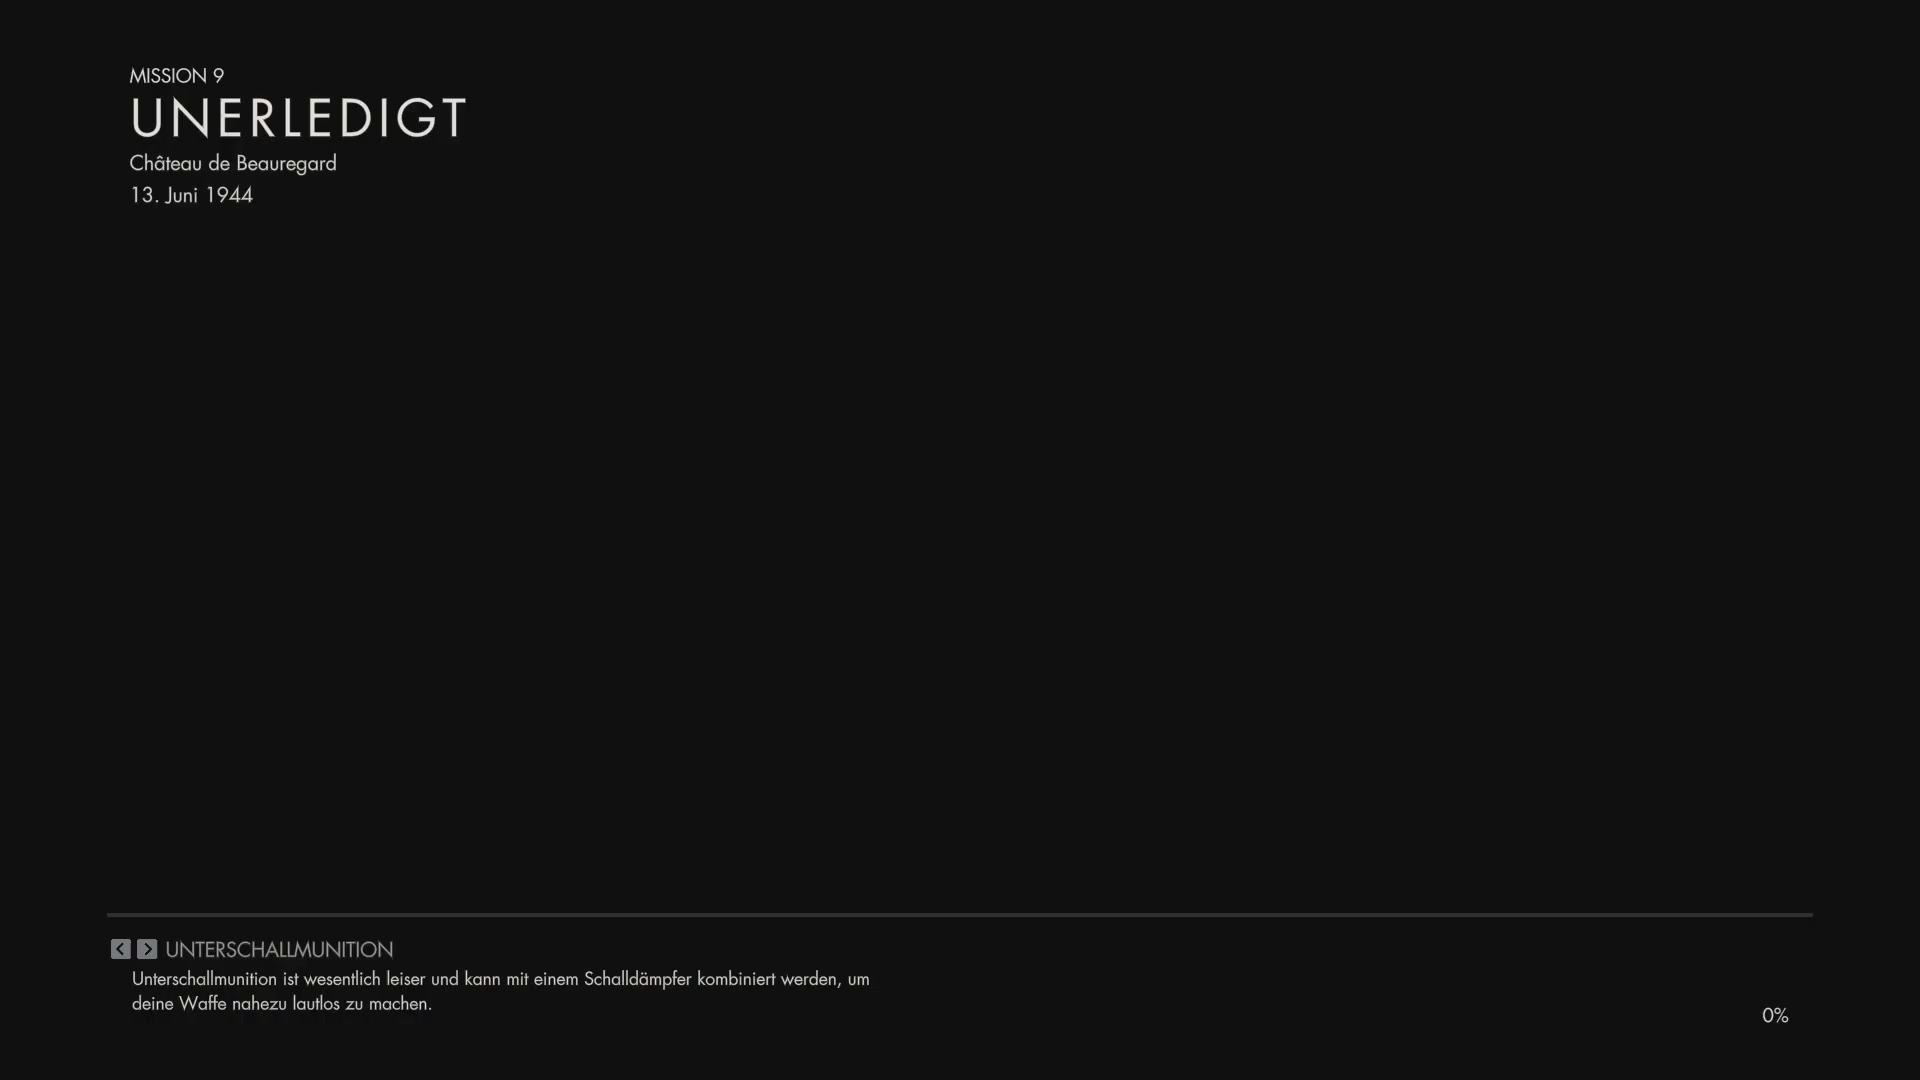 MISSION 9
UNERLEDIGT
Château de Beauregard
13. Juni 1944
< > UNTERSCHALLMUNITION
Unterschallmunition ist wesentlich leiser und kann mit einem Schalldämpfer kombiniert werden, um
deine Waffe nahezu lautlos zu machen.
0%